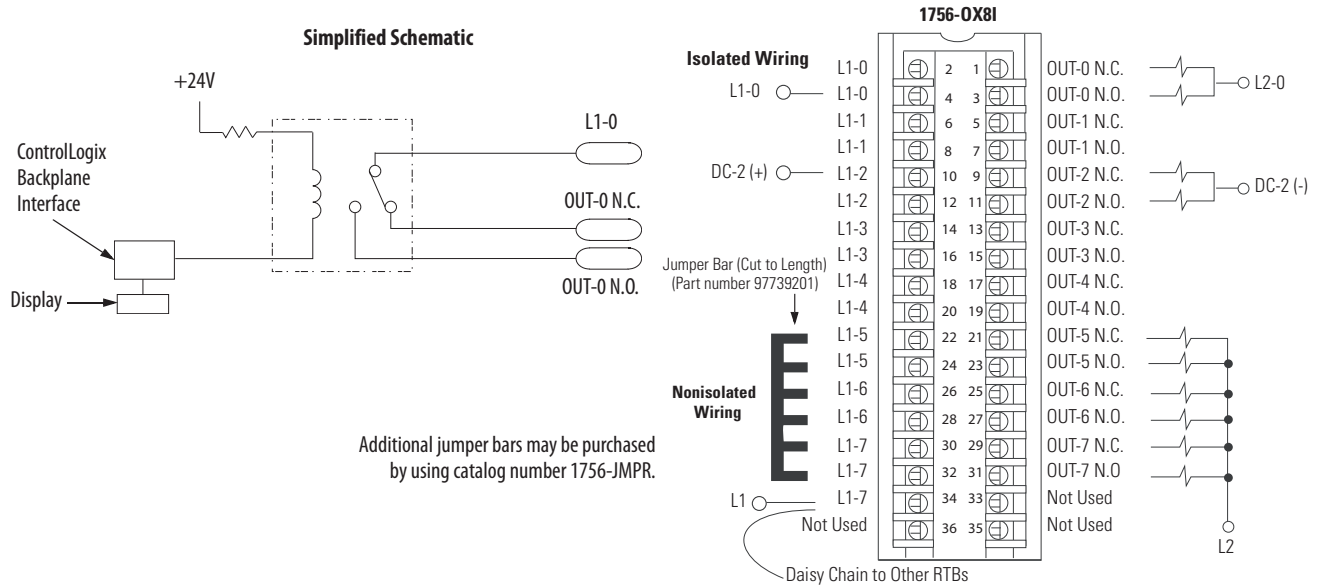 Simplified Schematic
+24V
ControlLogix
Backplane
Interface
Display
L1-0
OUT-0 N.C.
OUT-0 N.O.
Additional jumper bars may be purchased
by using catalog number 1756-JMPR.
1756-OX8I
Isolated Wiring
L1-0 L1-0 2 1 OUT-0 N.C.
L1-0 4 3 OUT-0 N.O. L2-0
L1-1 6 5 OUT-1 N.C.
L1-1 8 7 OUT-1 N.O.
DC-2 (+) L1-2 10 9 OUT-2 N.C.
L1-2 12 11 OUT-2 N.O. DC-2 (-)
L1-3 14 13 OUT-3 N.C.
L1-3 16 15 OUT-3 N.O.
Jumper Bar (Cut to Length)
(Part number 97739201)
L1-4 18 17 OUT-4 N.C.
L1-4 20 19 OUT-4 N.O.
L1-5 22 21 OUT-5 N.C.
L1-5 24 23 OUT-5 N.O.
Nonisolated
Wiring
L1-6 26 25 OUT-6 N.C.
L1-6 28 27 OUT-6 N.O.
L1-7 30 29 OUT-7 N.C.
L1-7 32 31 OUT-7 N.O
L1 L1-7 34 33 Not Used
Not Used 36 35 Not Used
L2
Daisy Chain to Other RTBs